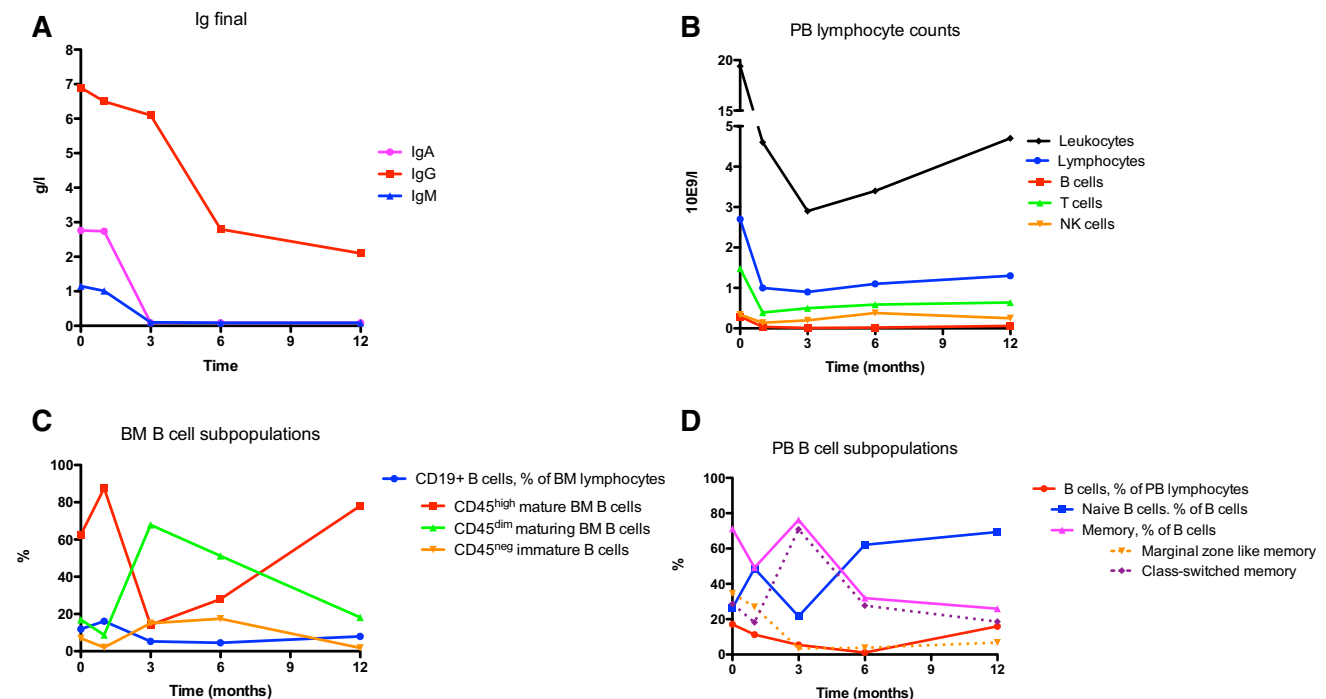 A
Ig final
8
7
6
5
4
3
2
1
0
g/l
0
3
6
9
12
Time
IgA
IgG
IgM
B
PB lymphocyte counts
20
15
5
4
3
2
1
0
10E9/l
0
3
6
9
12
Time (months)
Leukocytes
Lymphocytes
B cells
T cells
NK cells
C
BM B cell subpopulations
100
80
60
40
20
0
%
0
3
6
9
12
Time (months)
CD19+ B cells, % of BM lymphocytes
CD45high mature BM B cells
CD45dim maturing BM B cells
CD45neg immature B cells
D
PB B cell subpopulations
100
80
60
40
20
0
%
0
3
6
9
12
Time (months)
B cells, % of PB lymphocytes
Naive B cells. % of B cells
Memory, % of B cells
Marginal zone like memory
Class-switched memory